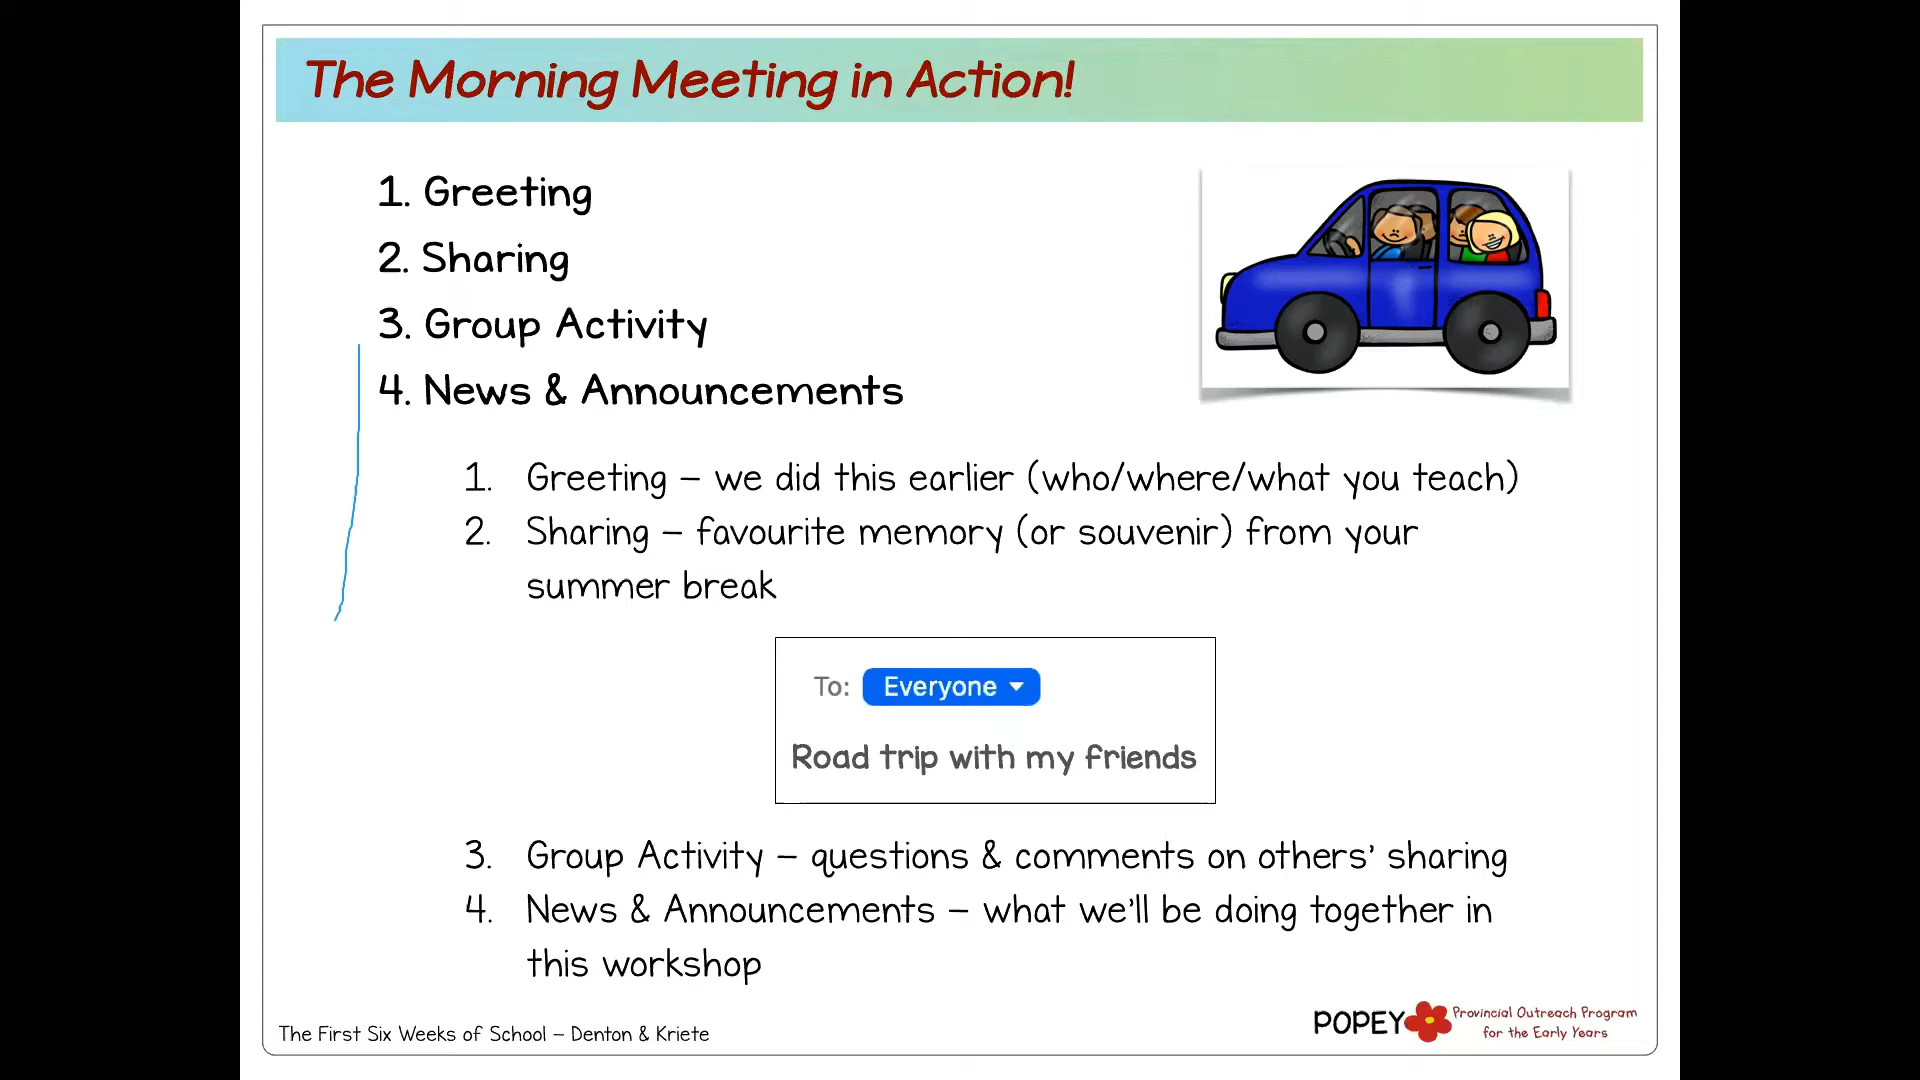 The Morning Meeting in Action!
1. Greeting
2. Sharing
3. Group Activity
4. News & Announcements
1. Greeting – we did this earlier (who/where/what you teach)
2. Sharing – favourite memory (or souvenir) from your
summer break
To: Everyone
Road trip with my friends
3. Group Activity – questions & comments on others' sharing
4. News & Announcements – what we'll be doing together in
this workshop
The First Six Weeks of School – Denton & Kriete
POPEY Provincial Outreach Program
for the Early Years